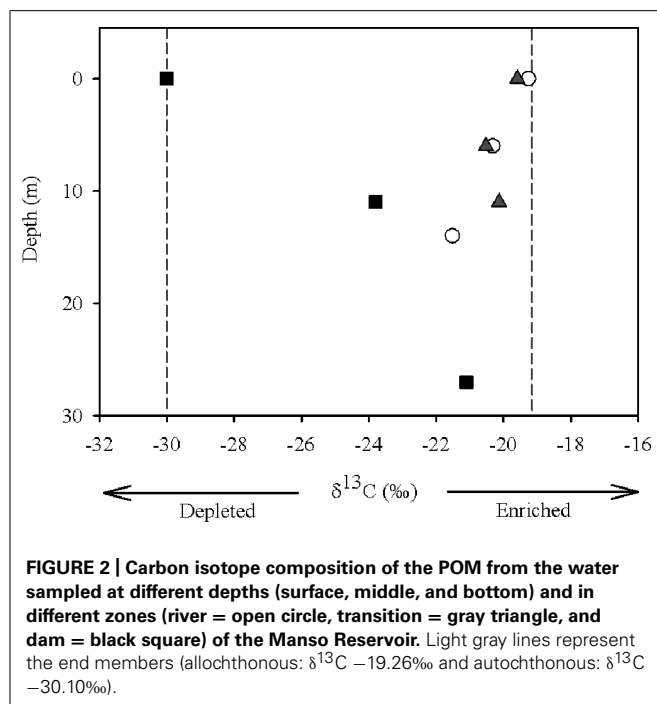 0
10
20
30
Depth (m)
-32 -30 -28 -26 -24 -22 -20 -18 -16
δ¹³C (‰)
Depleted Enriched
FIGURE 2 | Carbon isotope composition of the POM from the water
sampled at different depths (surface, middle, and bottom) and in
different zones (river = open circle, transition = gray triangle, and
dam = black square) of the Manso Reservoir. Light gray lines represent
the end members (allochthonous: δ¹³C −19.26‰ and autochthonous: δ¹³C
−30.10‰).